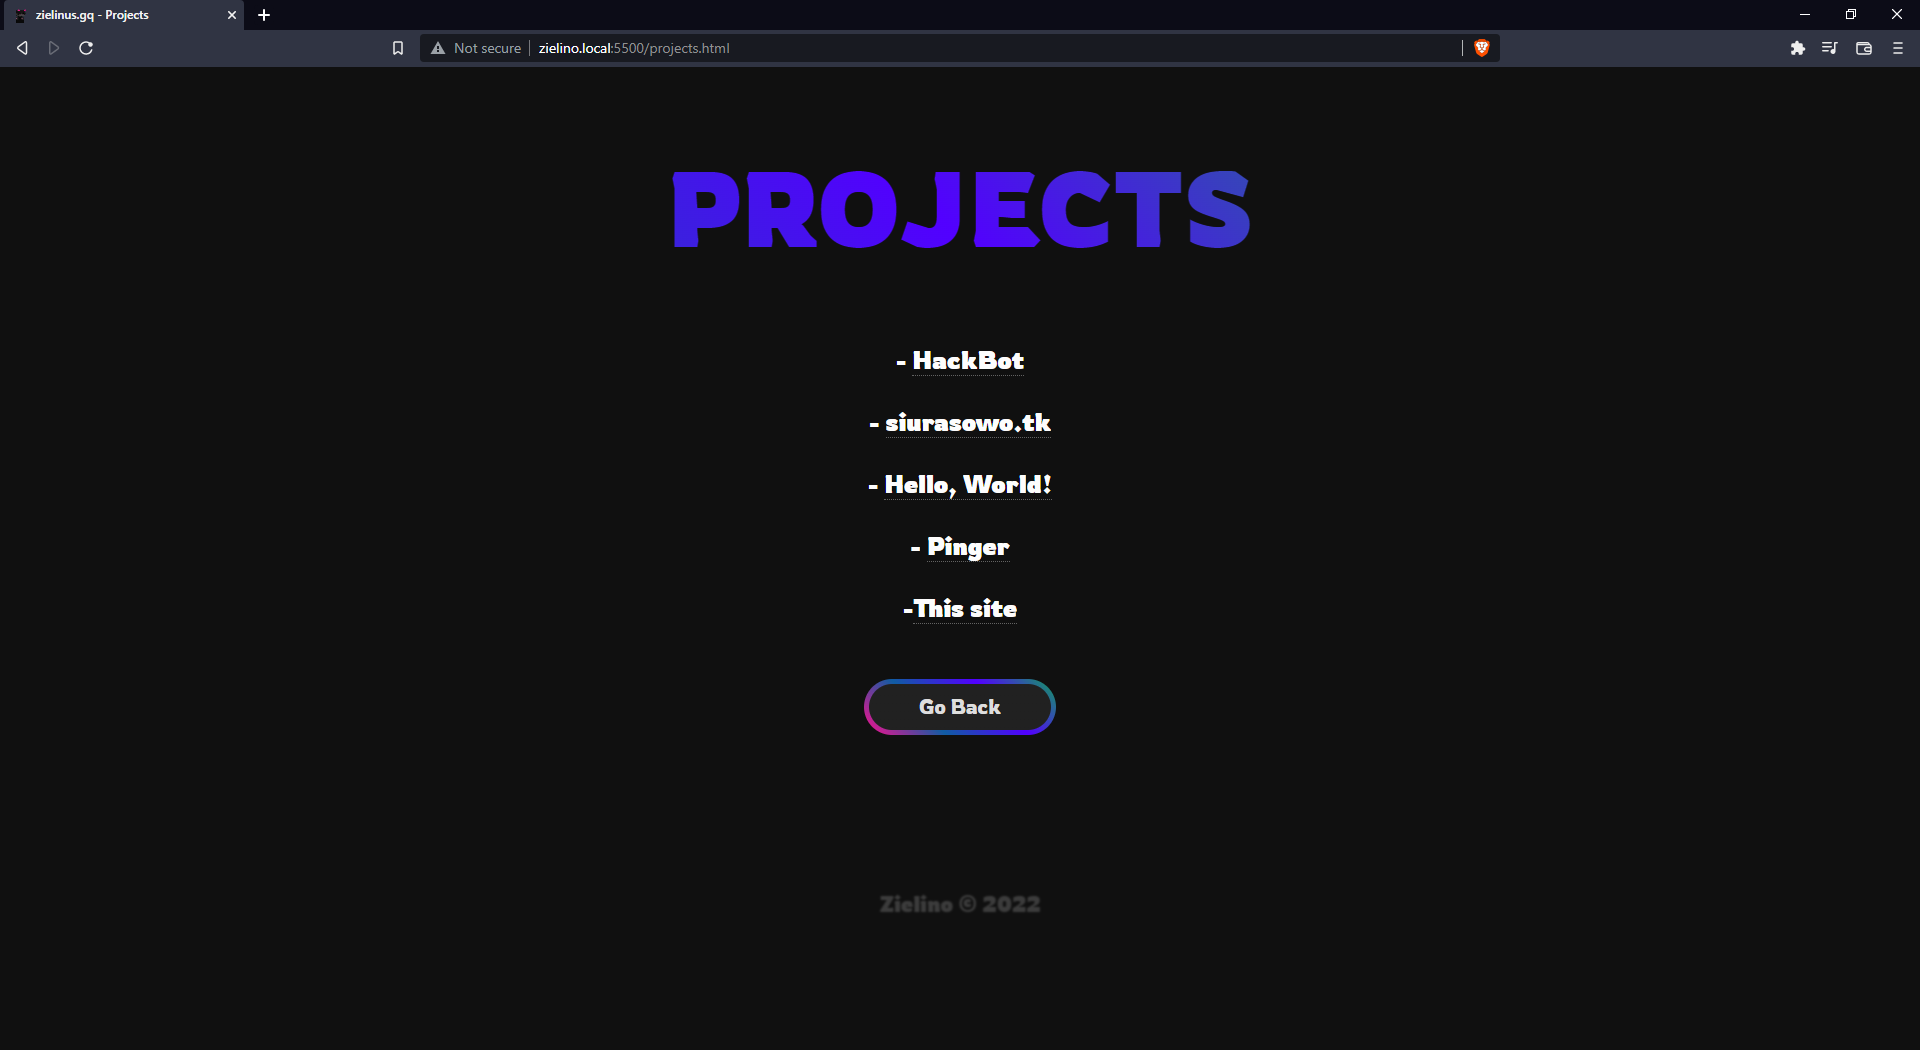 zielinus.gq - Projects
Not secure
zielino.local:5500/projects.html
PROJECTS
- HackBot
- siurasowo.tk
- Hello, World!
- Pinger
-This site
Go Back
Zielino © 2022